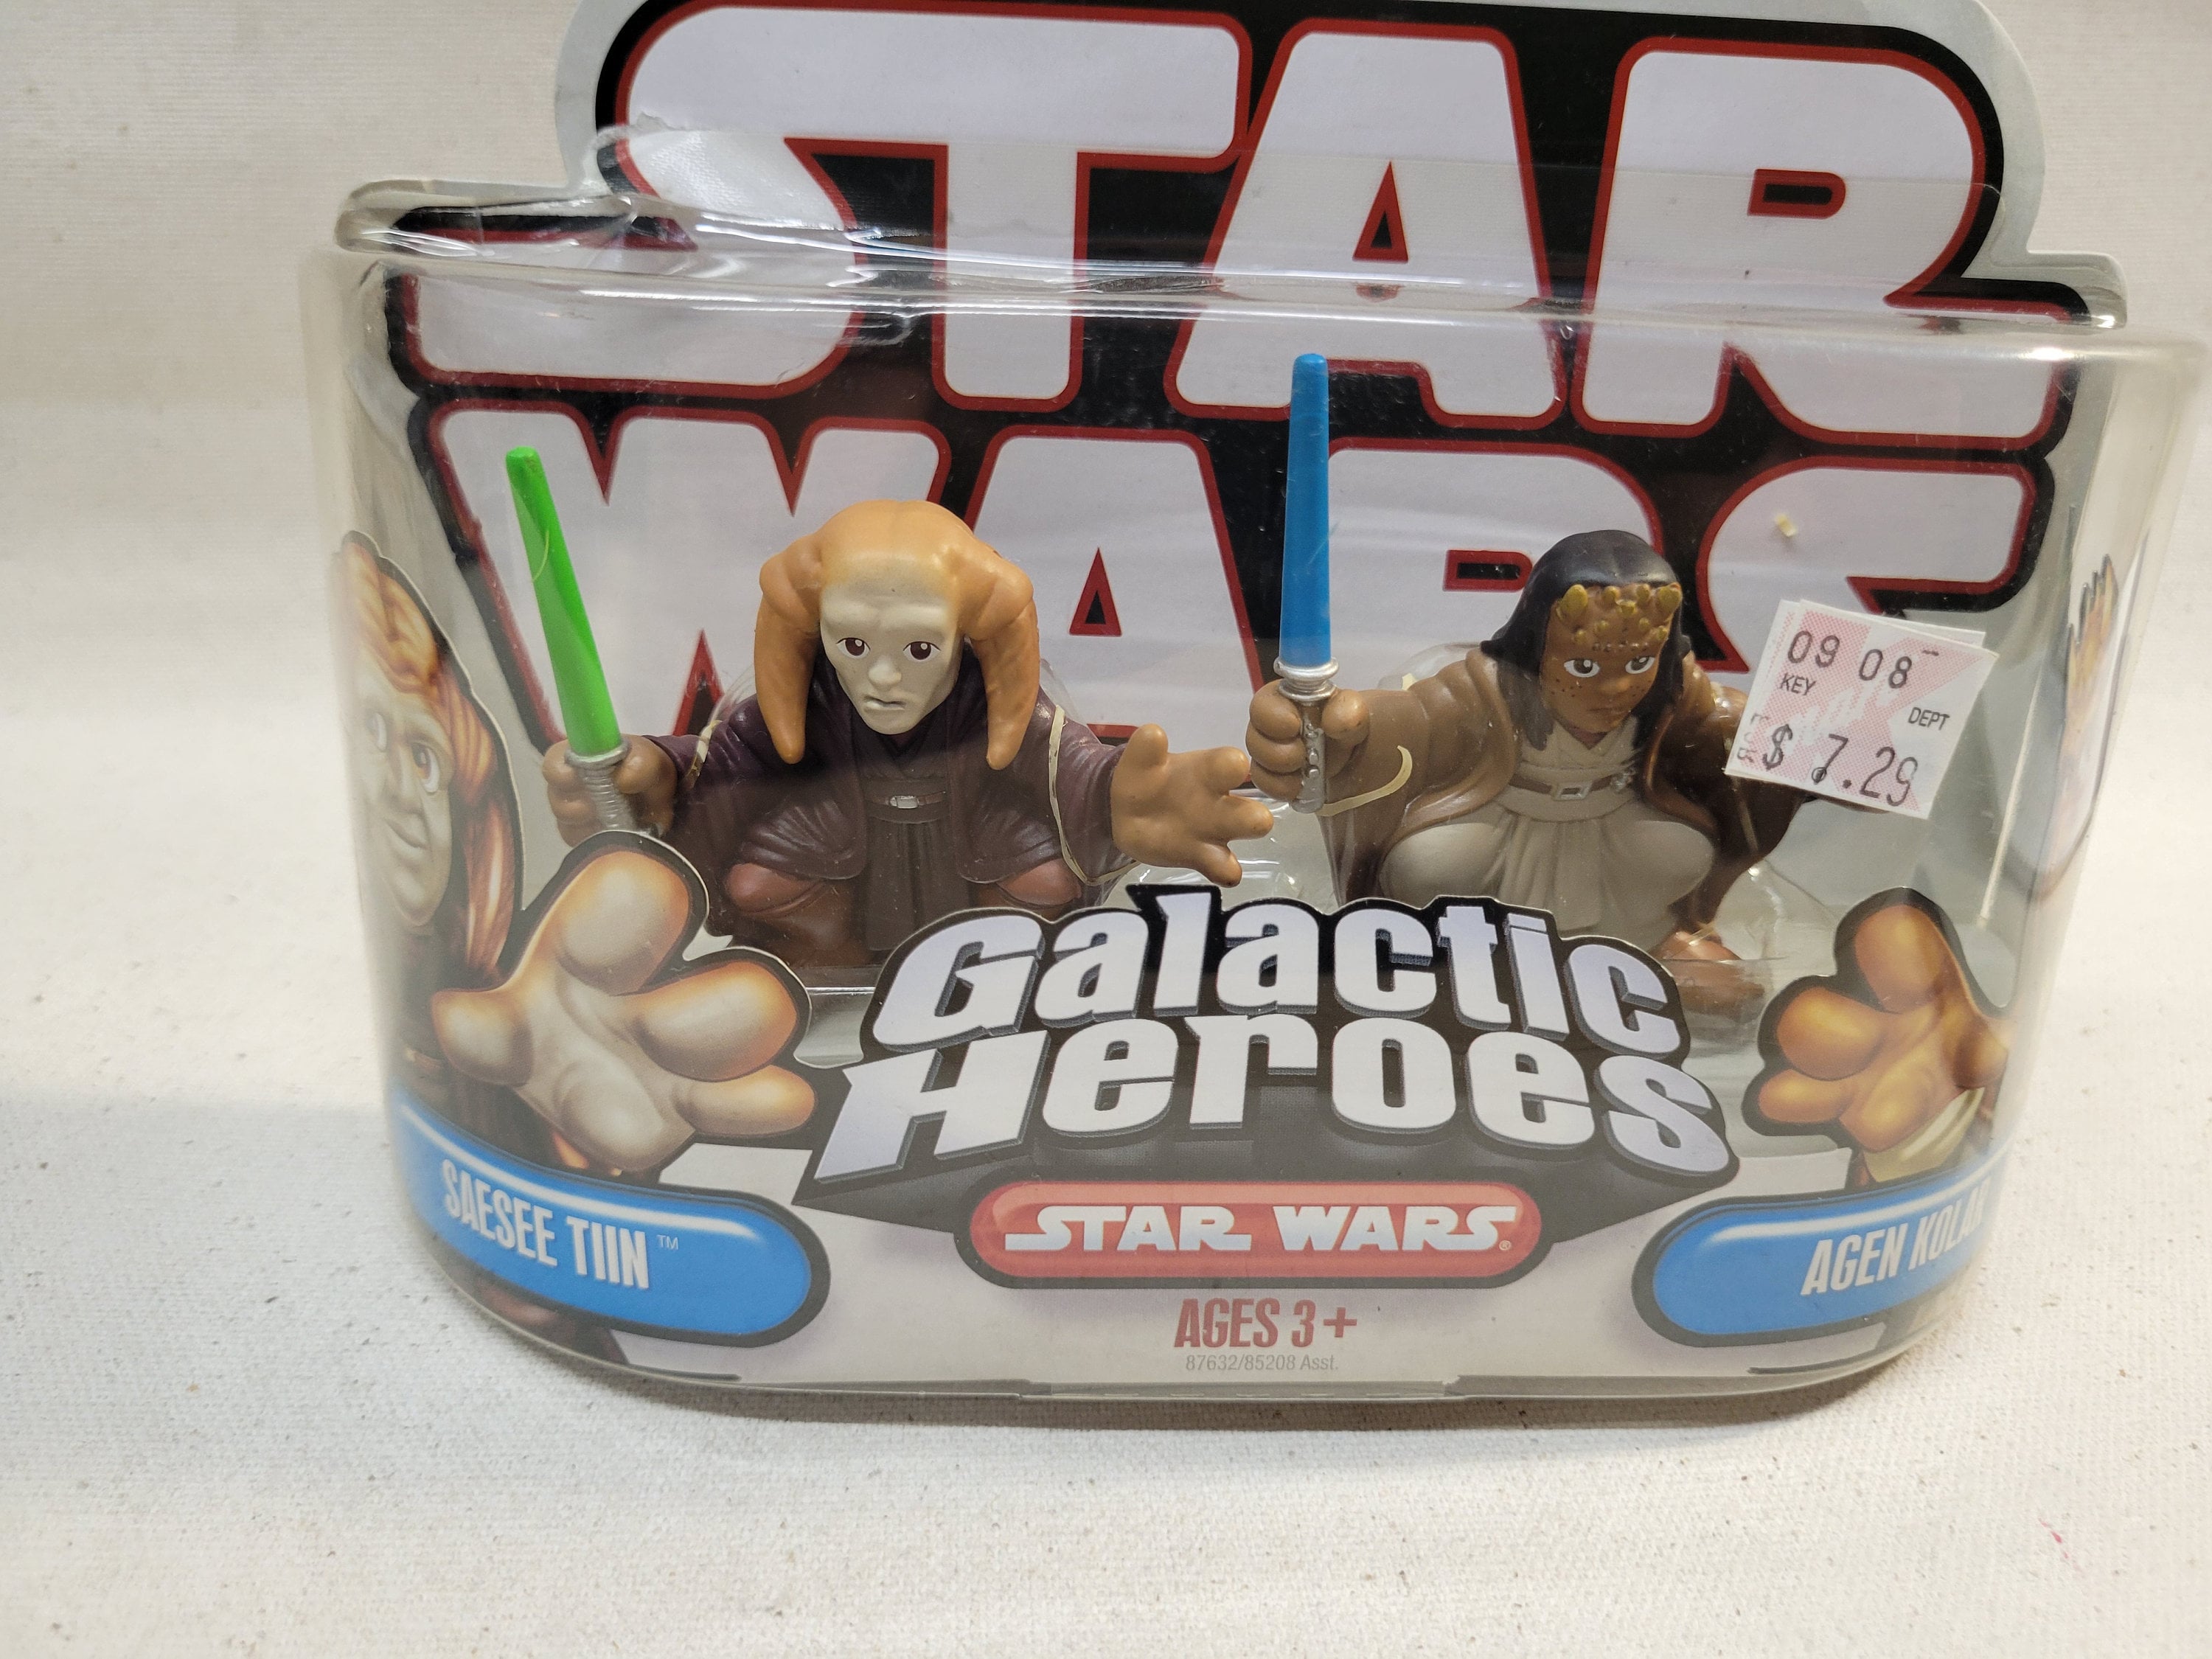 STAR
WARS
09 08
KEY
DEPT
$ 7.29
Galactic
Heroes
SAESEE TIIN™
STAR WARS®
AGEN KOLAR
AGES 3+
87632/85208 Asst.